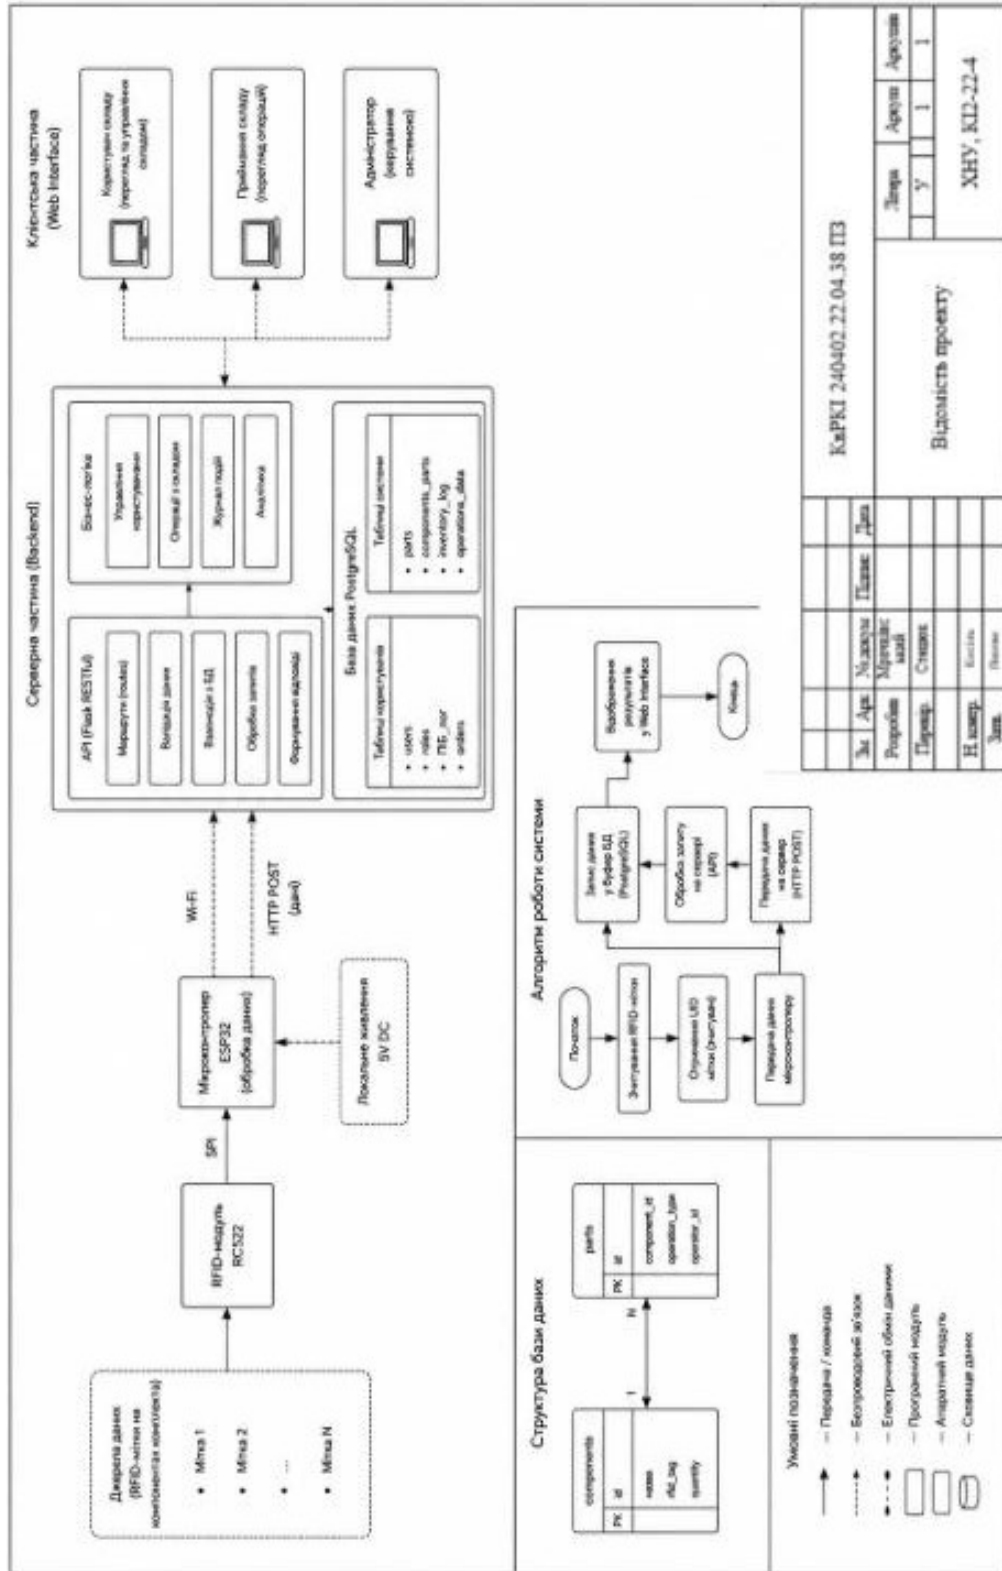 Джерела даних
(RFID-мітки на
компонентах комплекта)
• Мітка 1
• Мітка 2
• ...
• Мітка N
RFID-модуль
RC522
SPI
Мікроконтролер
ESP32
(обробка даних)
Локальне живлення
5V DC
Wi-Fi
HTTP POST
(дані)
Серверна частина (Backend)
API (Flask RESTful)
Маршрути (routes)
Валідація даних
Взаємодія з БД
Обробка запитів
Формування відповіді
Бізнес-логіка
Управління
користувачами
Операції з складом
Журнал подій
Аналітика
База даних PostgreSQL
Таблиці користувачів
• users
• roles
• orders
Таблиці системи
• parts
• components_parts
• inventory_log
• operations_data
Клієнтська частина
(Web Interface)
Користувач складу
(перегляд та управління
складом)
Приймання складу
(перегляд операцій)
Адміністратор
(керування
системою)
Структура бази даних
components
PK
id
rfid_tag
quantity
1
N
parts
PK
id
component_id
operation_type
operator_id
Умовні позначення
— Передача / команда
— Безпроводовий зв'язок
— Електричний обмін даними
— Програмний модуль
— Апаратний модуль
— Сховище даних
Алгоритм роботи системи
Початок
Зчитування RFID-мітки
Отримання UID
мітки (зчитувач)
Передача даних
мікроконтролеру
Передача даних
на сервер
(HTTP POST)
Обробка запиту
на сервері
(API)
Запис даних
у буфер БД
(PostgreSQL)
Відображення
результатів
у Web Interface
Кінець
КвРКІ 240402.22.04.38 ПЗ
Зм
Арк
№ докум
Підпис
Дата
Розробив
Перевір.
Стецюк
Н. контр.
Затв.
Відомість проекту
Літера
Аркуш
Аркушів
У
1
1
ХНУ, КІ2-22-4